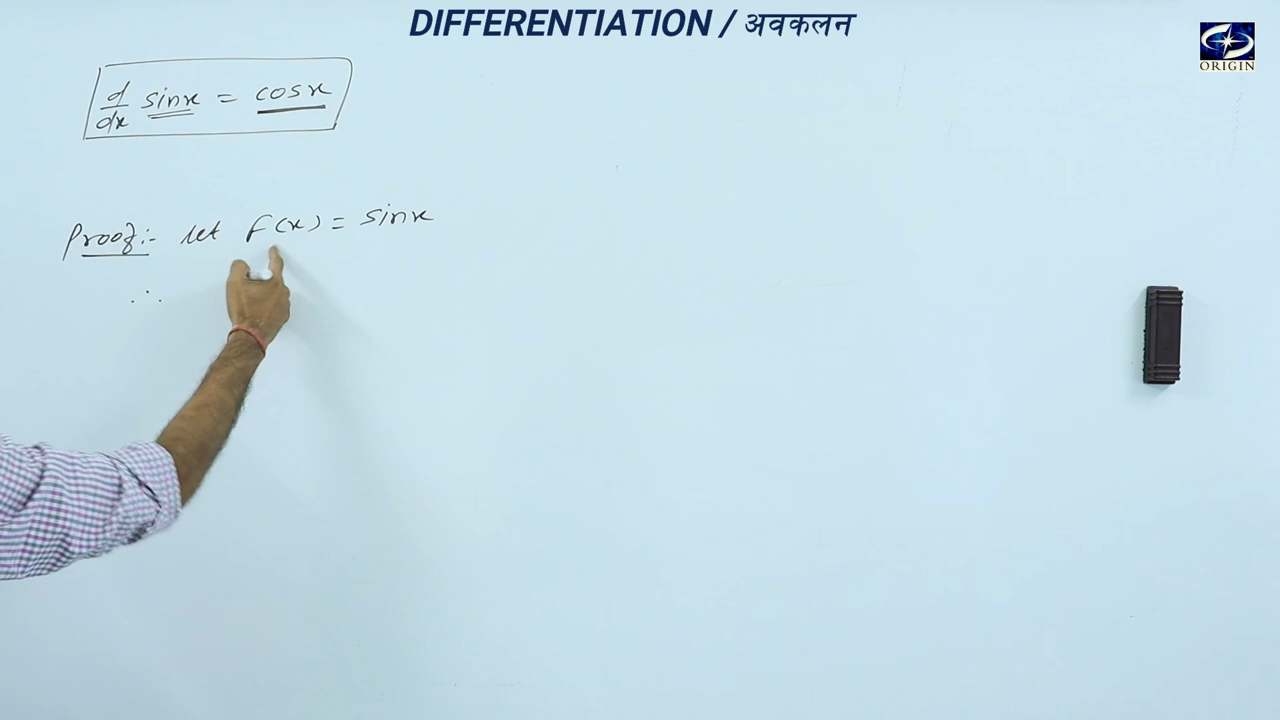 DIFFERENTIATION / अवकलन
ORIGIN
d/dx sinx = cosx
Proof:- let f(x) = sinx
∴